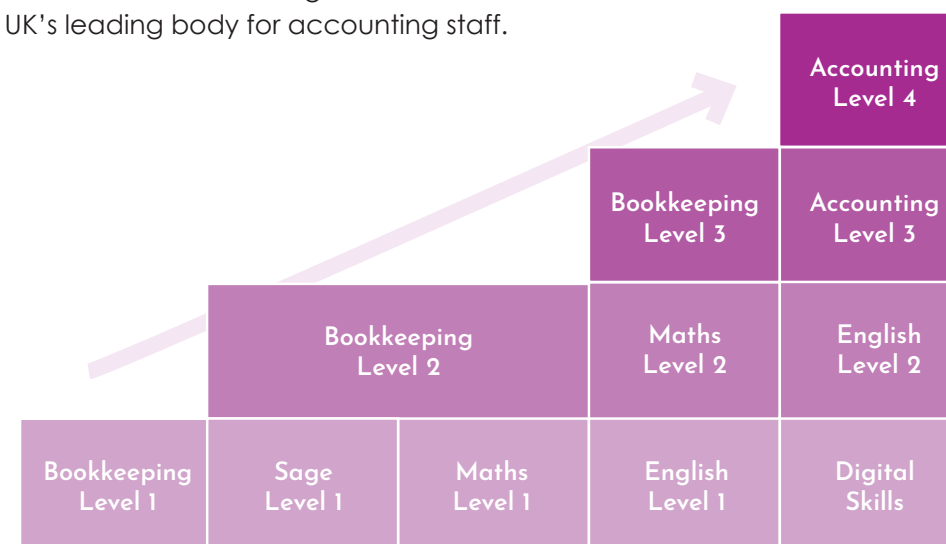 UK's leading body for accounting staff.
Accounting
Level 4
Bookkeeping
Level 3
Accounting
Level 3
Bookkeeping
Level 2
Maths
Level 2
English
Level 2
Bookkeeping
Level 1
Sage
Level 1
Maths
Level 1
English
Level 1
Digital
Skills